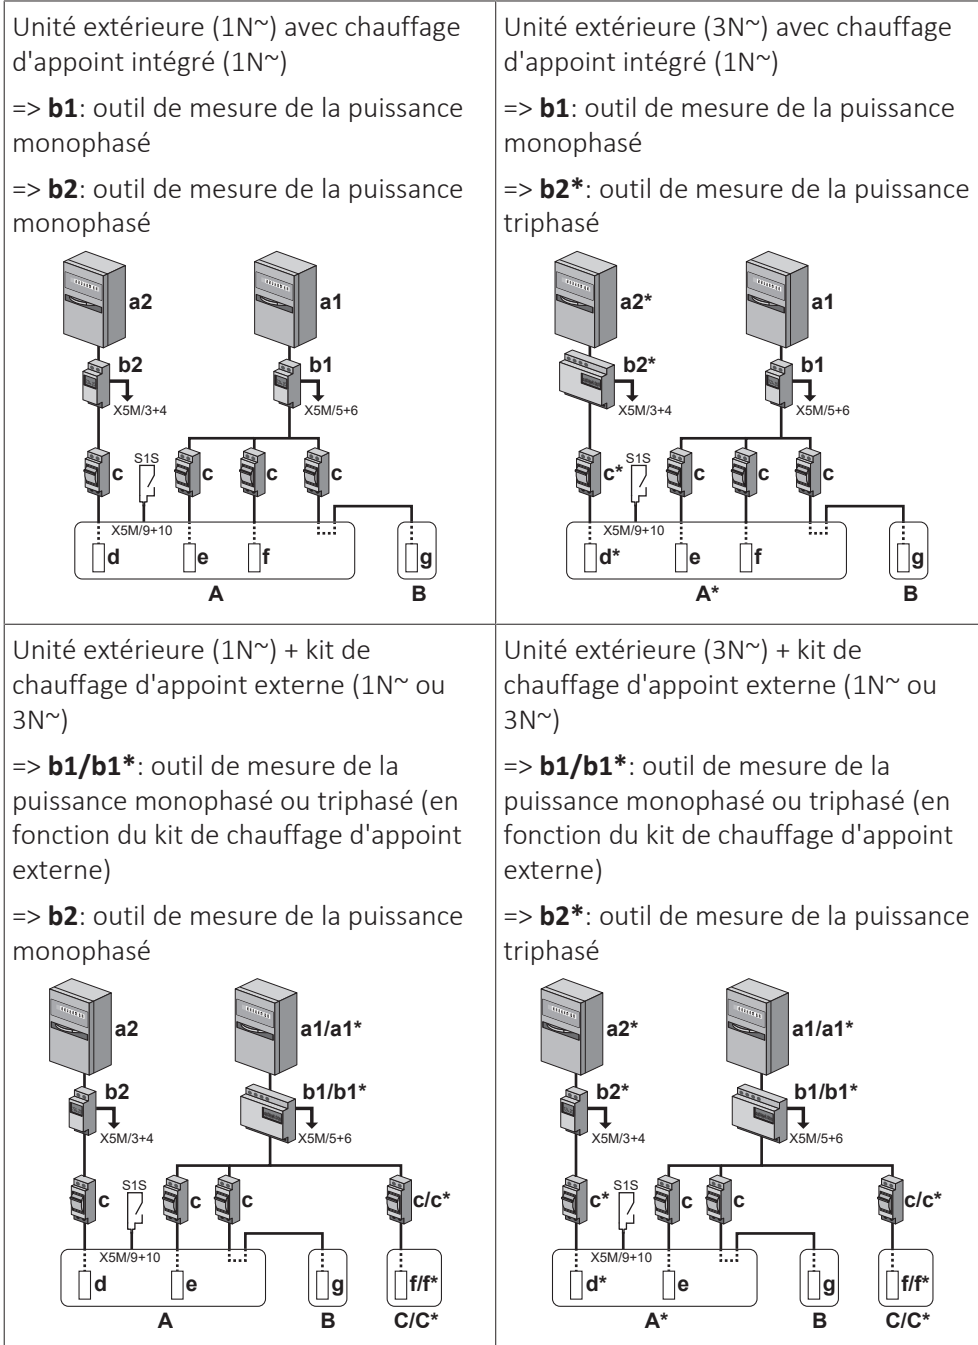 Unité extérieure (1N~) avec chauffage
d'appoint intégré (1N~)
=> b1: outil de mesure de la puissance
monophasé
=> b2: outil de mesure de la puissance
monophasé
a2
a1
b2
b1
X5M/3+4
X5M/5+6
c
S1S
c
c
c
X5M/9+10
d
e
f
g
A
B
Unité extérieure (3N~) avec chauffage
d'appoint intégré (1N~)
=> b1: outil de mesure de la puissance
monophasé
=> b2*: outil de mesure de la puissance
triphasé
a2*
a1
b2*
b1
X5M/3+4
X5M/5+6
c*
S1S
c
c
c
X5M/9+10
d*
e
f
g
A*
B
Unité extérieure (1N~) + kit de
chauffage d'appoint externe (1N~ ou
3N~)
=> b1/b1*: outil de mesure de la
puissance monophasé ou triphasé (en
fonction du kit de chauffage d'appoint
externe)
=> b2: outil de mesure de la puissance
monophasé
a2
a1/a1*
b2
b1/b1*
X5M/3+4
X5M/5+6
c
S1S
c
c
c/c*
X5M/9+10
d
e
g
f/f*
A
B
C/C*
Unité extérieure (3N~) + kit de
chauffage d'appoint externe (1N~ ou
3N~)
=> b1/b1*: outil de mesure de la
puissance monophasé ou triphasé (en
fonction du kit de chauffage d'appoint
externe)
=> b2*: outil de mesure de la puissance
triphasé
a2*
a1/a1*
b2*
b1/b1*
X5M/3+4
X5M/5+6
c*
S1S
c
c
c/c*
X5M/9+10
d*
e
g
f/f*
A*
B
C/C*